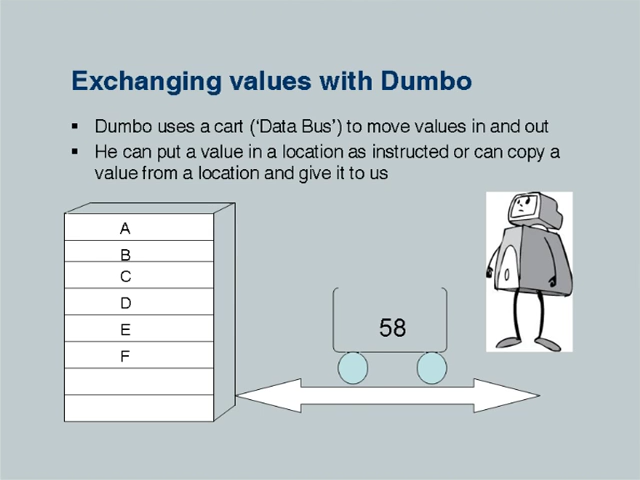 Exchanging values with Dumbo
▪ Dumbo uses a cart (‘Data Bus’) to move values in and out
▪ He can put a value in a location as instructed or can copy a
value from a location and give it to us
A
B
C
D
E
F
58